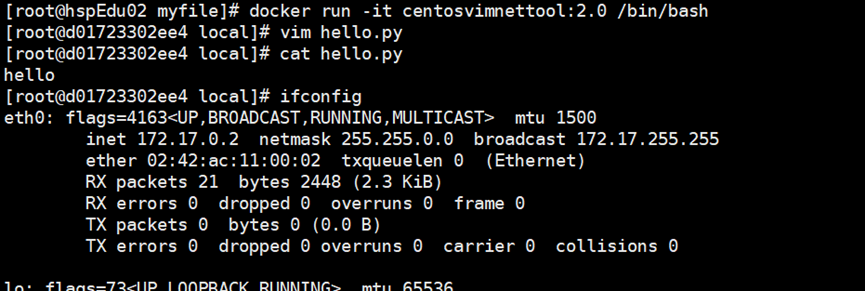 [root@hspEdu02 myfile]# docker run -it centosvimnettool:2.0 /bin/bash
[root@d01723302ee4 local]# vim hello.py
[root@d01723302ee4 local]# cat hello.py
hello
[root@d01723302ee4 local]# ifconfig
eth0: flags=4163<UP,BROADCAST,RUNNING,MULTICAST>  mtu 1500
        inet 172.17.0.2  netmask 255.255.0.0  broadcast 172.17.255.255
        ether 02:42:ac:11:00:02  txqueuelen 0  (Ethernet)
        RX packets 21  bytes 2448 (2.3 KiB)
        RX errors 0  dropped 0  overruns 0  frame 0
        TX packets 0  bytes 0 (0.0 B)
        TX errors 0  dropped 0 overruns 0  carrier 0  collisions 0
lo: flags=73<UP,LOOPBACK,RUNNING>  mtu 65536